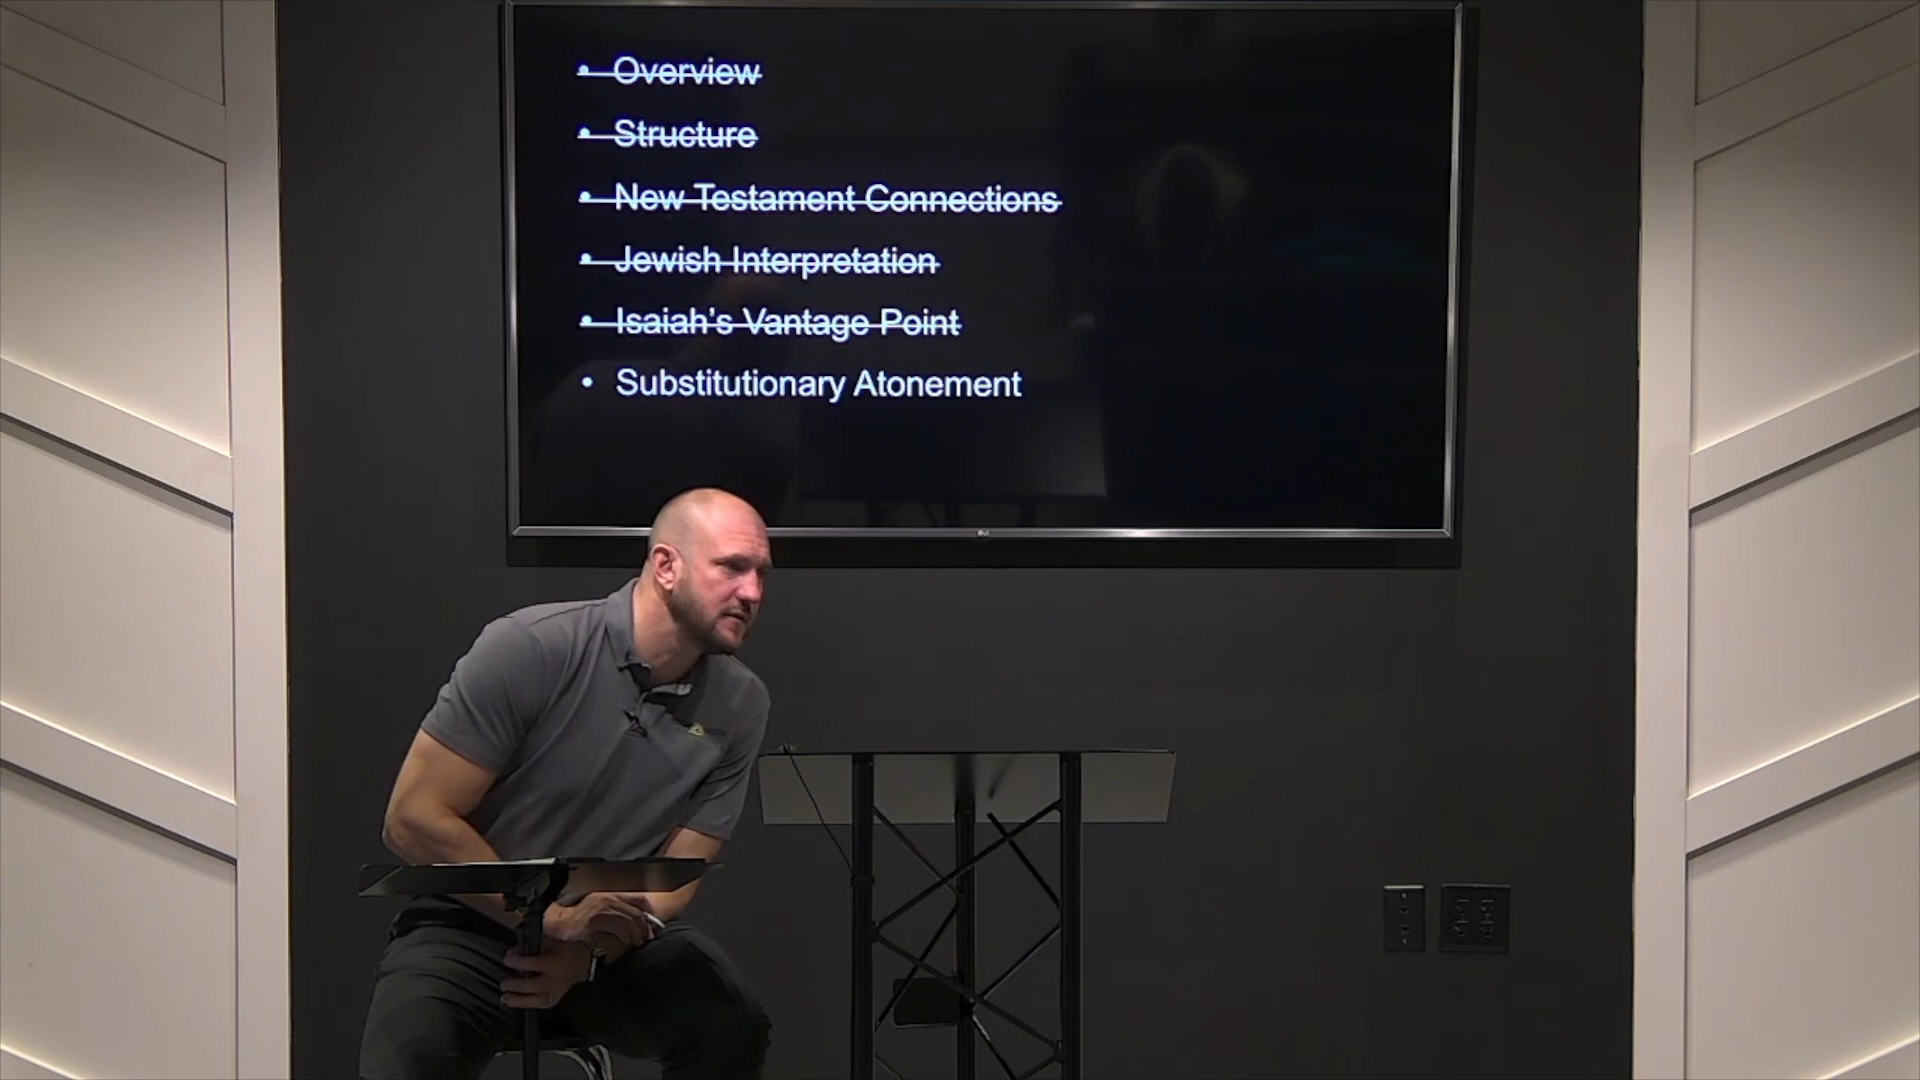 • Overview
• Structure
• New Testament Connections
• Jewish Interpretation
• Isaiah's Vantage Point
• Substitutionary Atonement